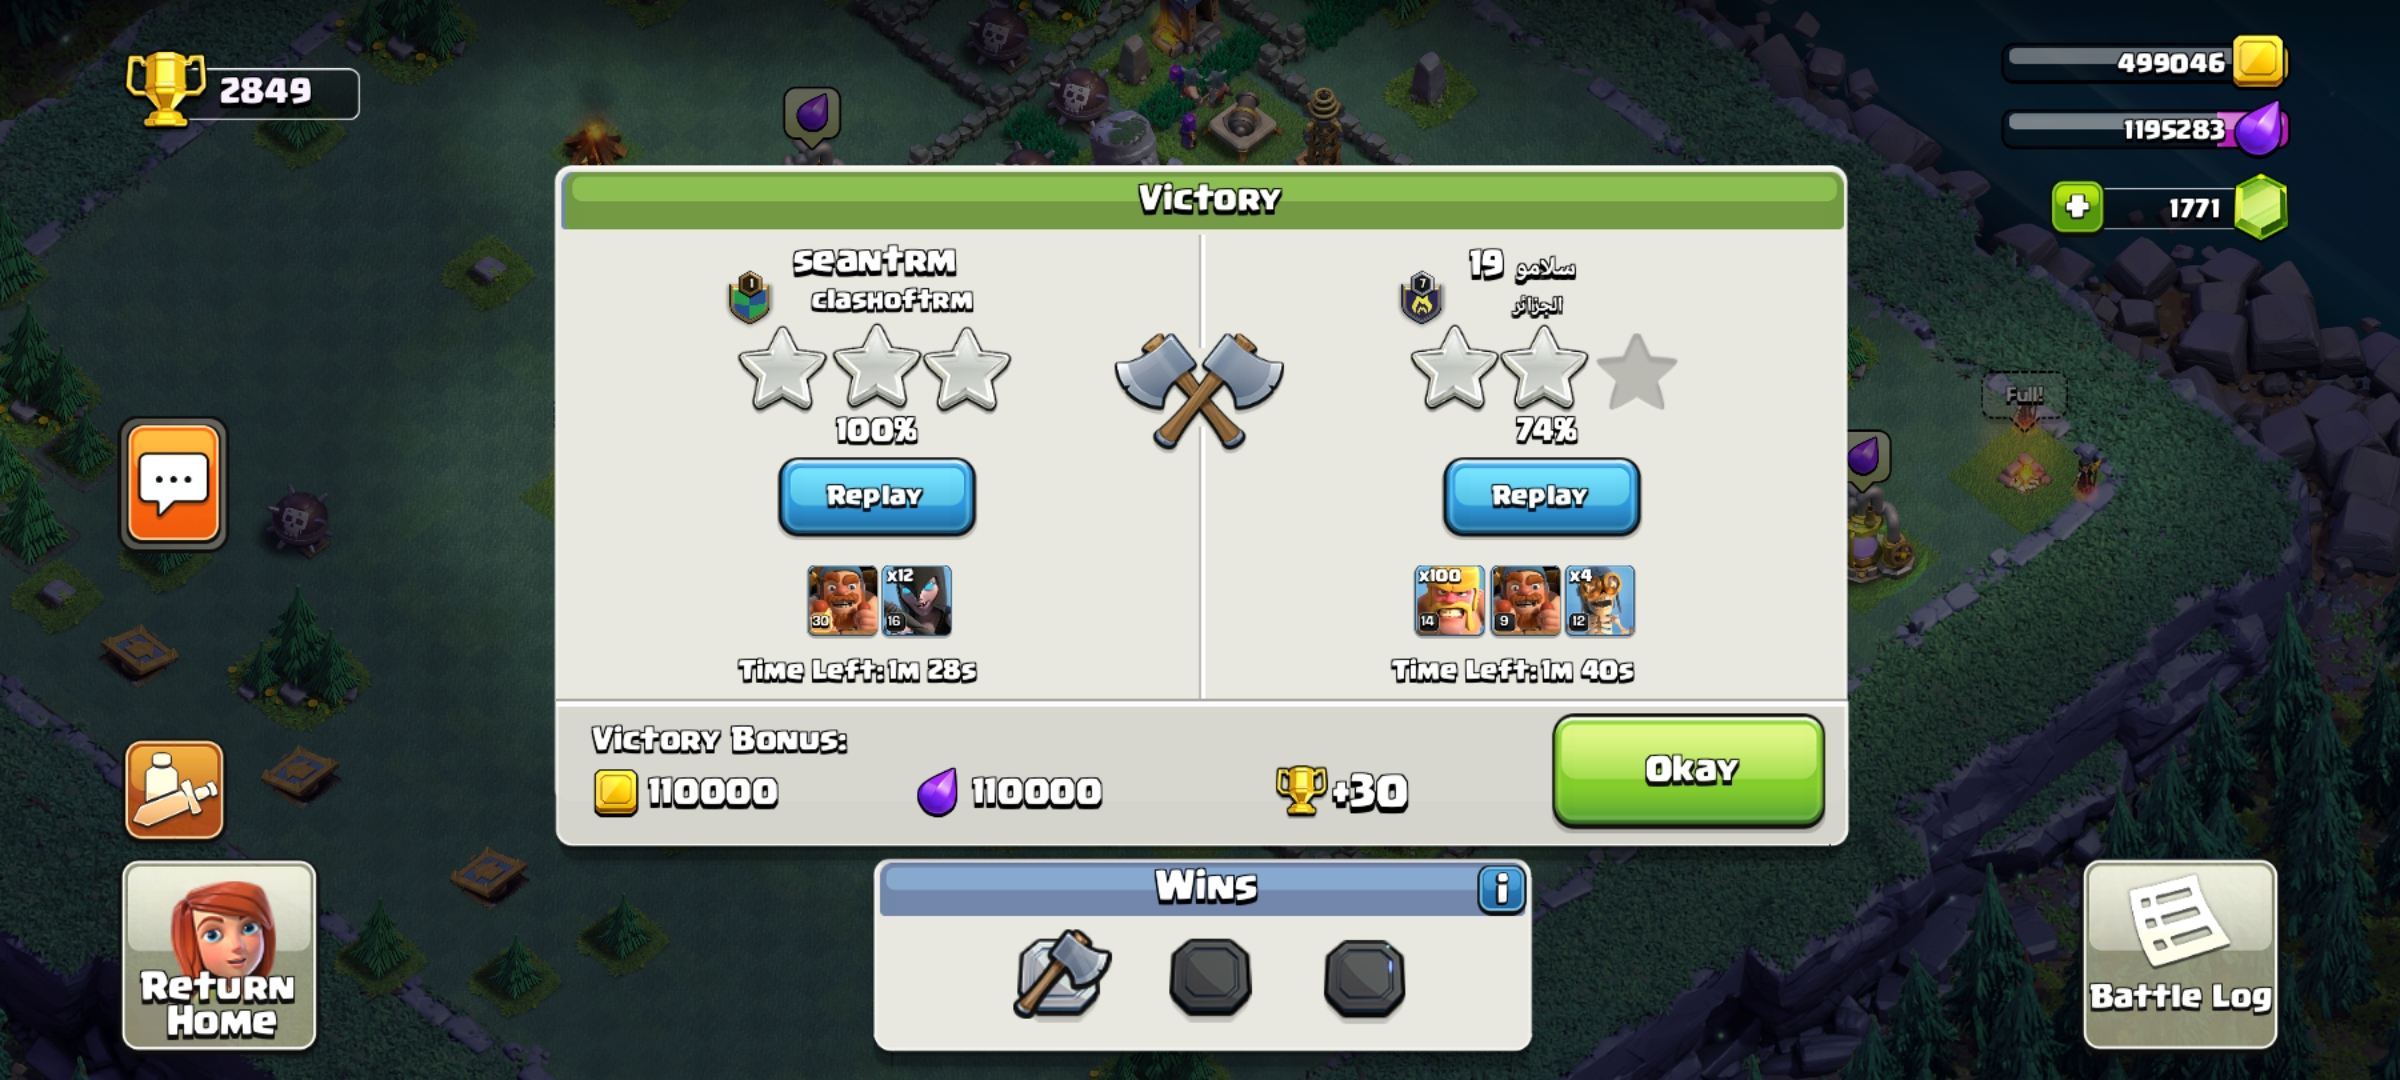 2849
499046
1195283
1771
Victory
seantrm
clashoftrm
1
100%
Replay
30
x12
16
Time Left: 1m 28s
سلامو 19
الجزائر
7
74%
Replay
x100
14
9
x4
12
Time Left: 1m 40s
Full!
Victory Bonus:
110000
110000
+30
Okay
Wins
i
Return
Home
Battle Log